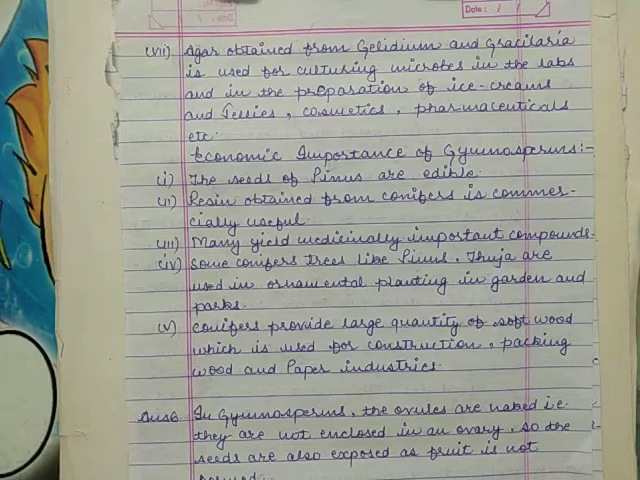 Date: / /
(vii) Agar obtained from Gelidium and Gracilaria
is used for culturing microbes in the labs
and in the preparation of ice-creams
and Jellies, cosmetics, pharmaceuticals
etc.
Economic Importance of Gymnosperms:-
(i) The seeds of Pinus are edible.
ii) Resin obtained from conifers is commer-
cially useful.
iii) Many yield medicinally important compounds.
(iv) Some conifers trees like Pinus, Thuja are
used in ornamental planting in garden and
parks.
(v) conifers provide large quantity of soft wood
which is used for construction, packing
wood and Paper industries.
Ans6. In Gymnosperms, the ovules are naked i.e.
they are not enclosed in an ovary, so the
seeds are also exposed as fruit is not
formed.